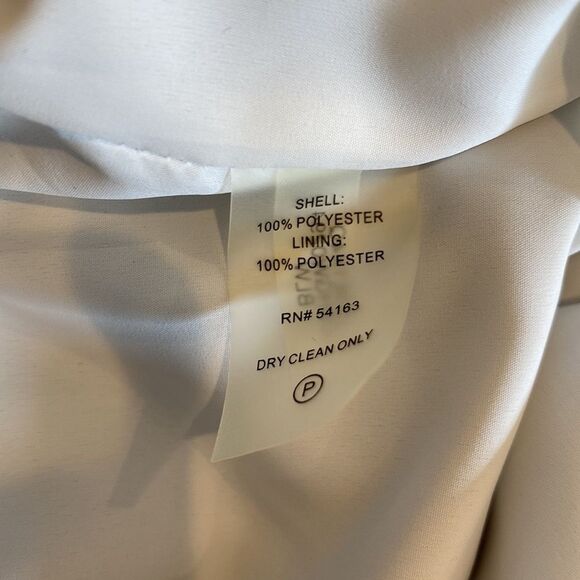 SHELL:
100% POLYESTER
LINING:
100% POLYESTER
RN# 54163
DRY CLEAN ONLY
P